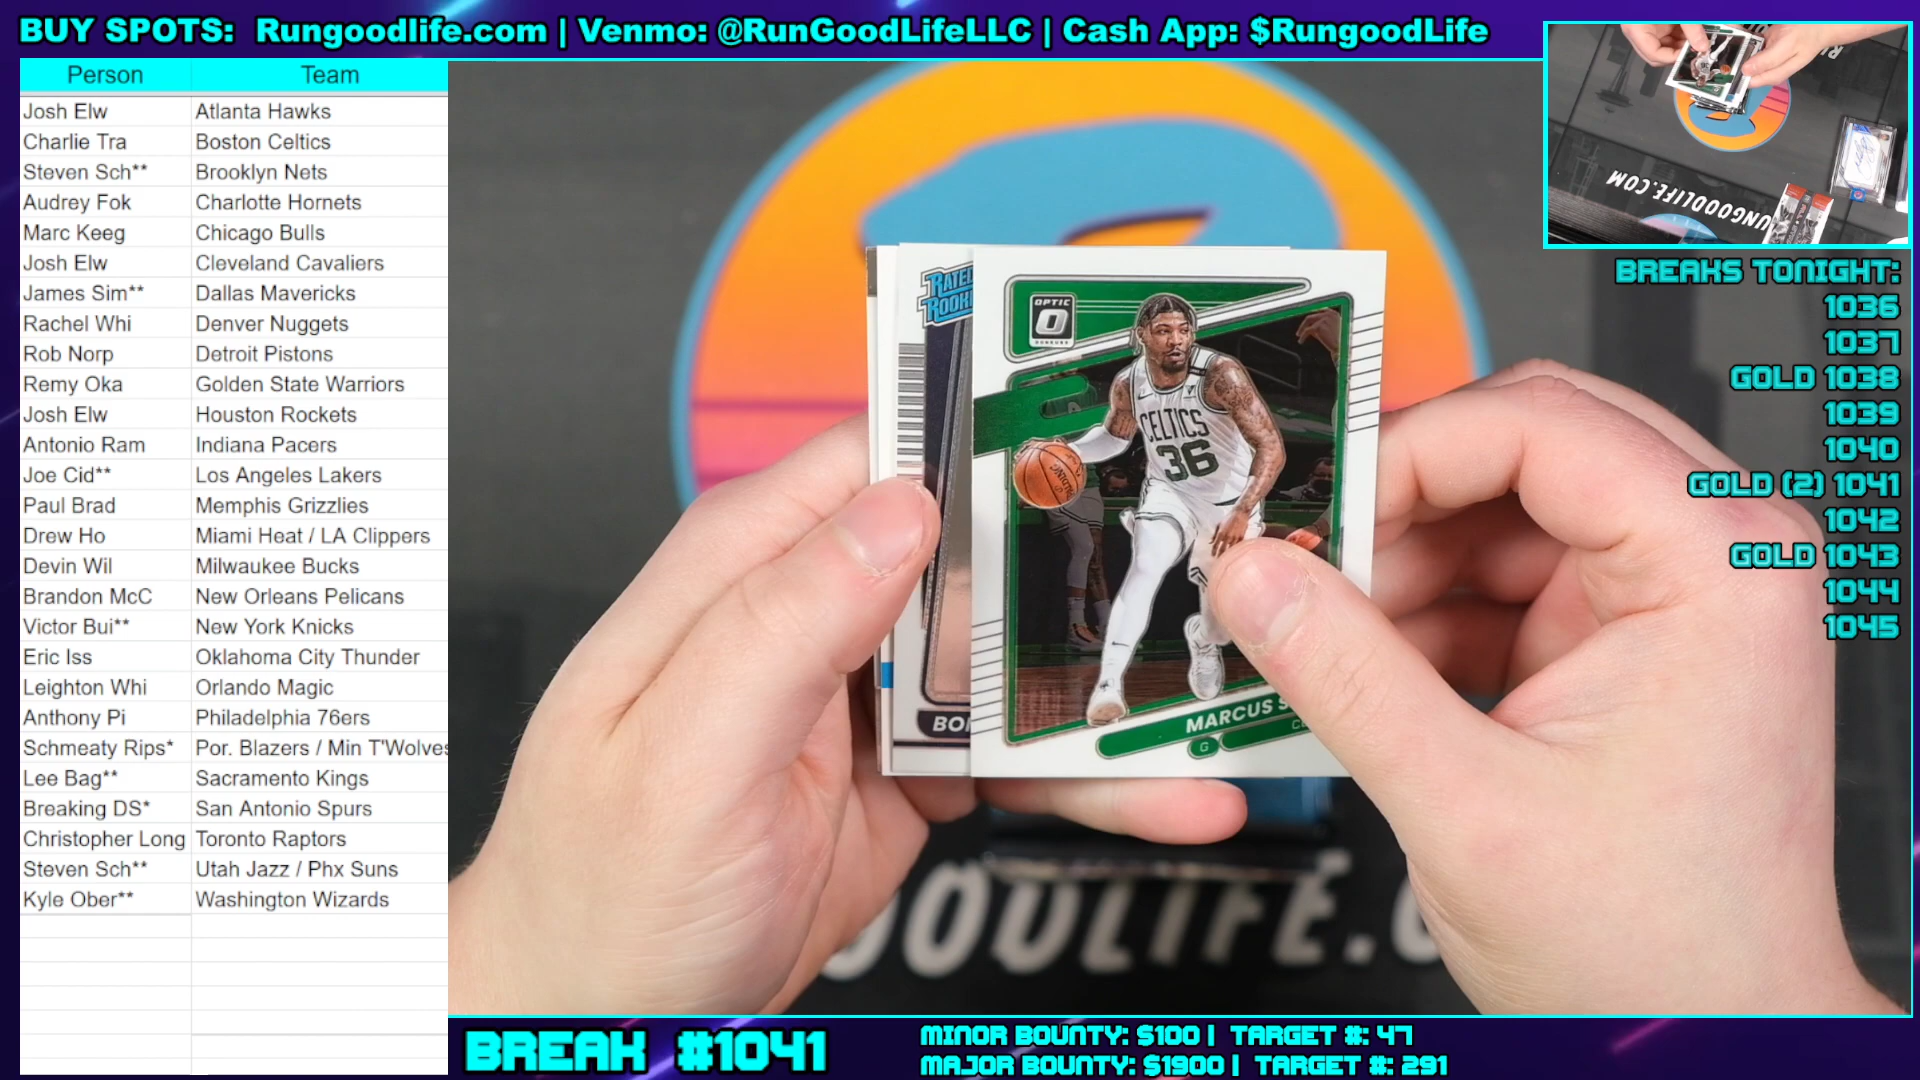 BUY SPOTS: Rungoodlife.com | Venmo: @RunGoodLifeLLC | Cash App: $RungoodLife
Person Team
Josh Elw Atlanta Hawks
Charlie Tra Boston Celtics
Steven Sch** Brooklyn Nets
Audrey Fok Charlotte Hornets
Marc Keeg Chicago Bulls
Josh Elw Cleveland Cavaliers
James Sim** Dallas Mavericks
Rachel Whi Denver Nuggets
Rob Norp Detroit Pistons
Remy Oka Golden State Warriors
Josh Elw Houston Rockets
Antonio Ram Indiana Pacers
Joe Cid** Los Angeles Lakers
Paul Brad Memphis Grizzlies
Drew Ho Miami Heat / LA Clippers
Devin Wil Milwaukee Bucks
Brandon McC New Orleans Pelicans
Victor Bui** New York Knicks
Eric Iss Oklahoma City Thunder
Leighton Whi Orlando Magic
Anthony Pi Philadelphia 76ers
Schmeaty Rips* Por. Blazers / Min T'Wolves
Lee Bag** Sacramento Kings
Breaking DS* San Antonio Spurs
Christopher Long Toronto Raptors
Steven Sch** Utah Jazz / Phx Suns
Kyle Ober** Washington Wizards
RATED
ROOKI
BO
OPTIC
O
DONRUSS
CELTICS
36
SPALDING
MARCUS S
G
CE
OODLIFE.C
UNGOODLIFE.COM
BREAKS TONIGHT:
1036
1037
GOLD 1038
1039
1040
GOLD (2) 1041
1042
GOLD 1043
1044
1045
BREAK #1041
MINOR BOUNTY: $100 | TARGET #: 47
MAJOR BOUNTY: $1900 | TARGET #: 291